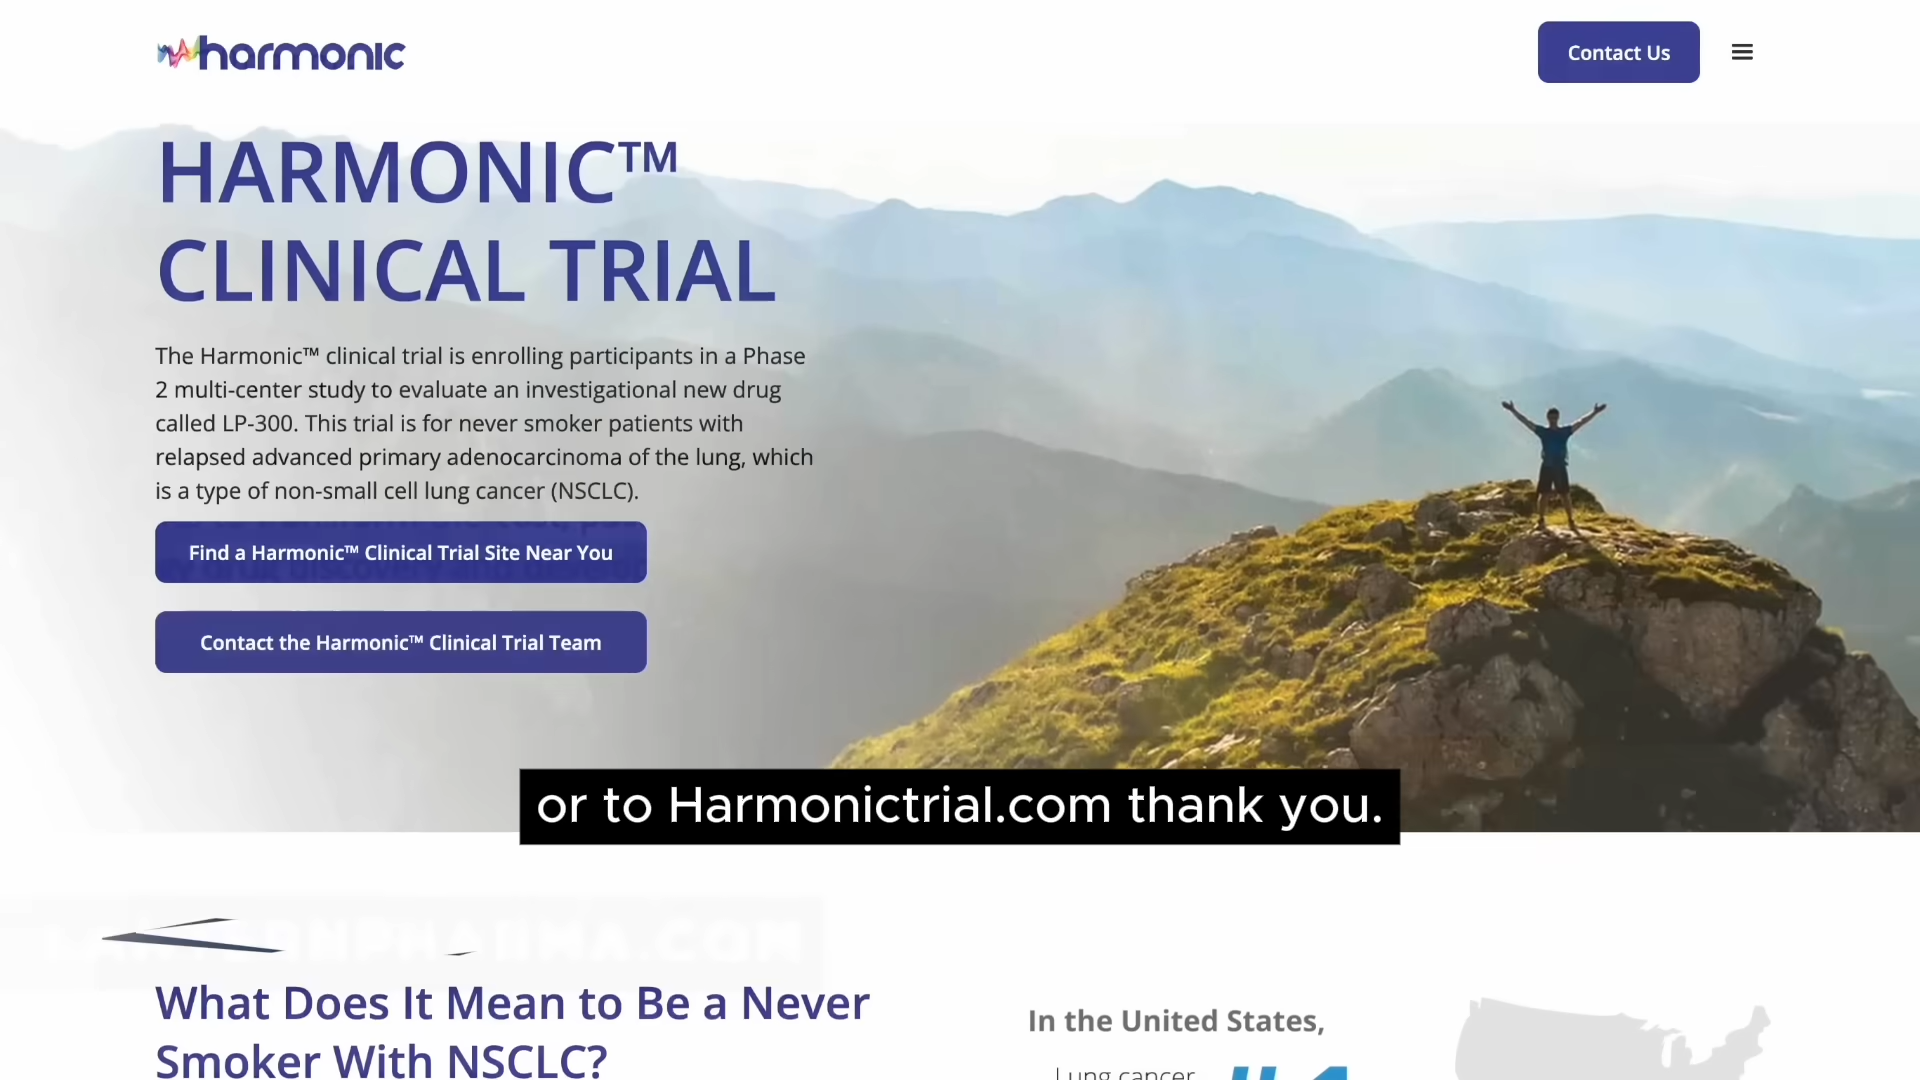 harmonic
Contact Us
HARMONIC™
CLINICAL TRIAL
The Harmonic™ clinical trial is enrolling participants in a Phase
2 multi-center study to evaluate an investigational new drug
called LP-300. This trial is for never smoker patients with
relapsed advanced primary adenocarcinoma of the lung, which
is a type of non-small cell lung cancer (NSCLC).
Find a Harmonic™ Clinical Trial Site Near You
Contact the Harmonic™ Clinical Trial Team
or to Harmonictrial.com thank you.
What Does It Mean to Be a Never
Smoker With NSCLC?
In the United States,
Lung cancer